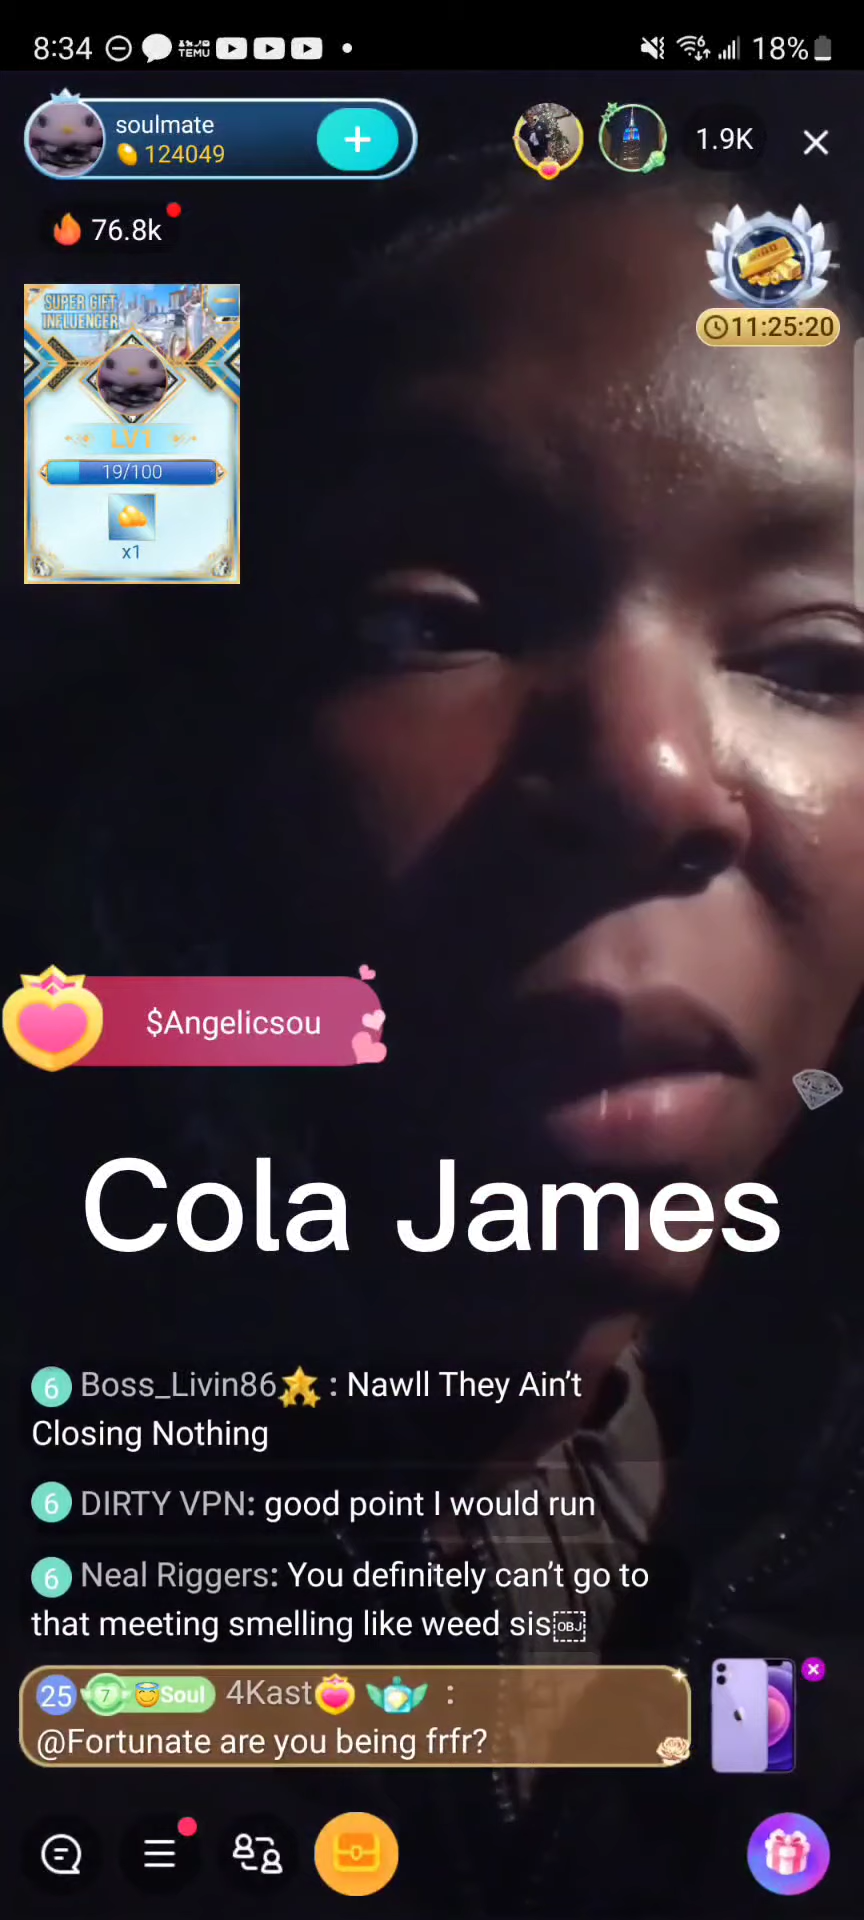 8:34
TEMU
18%
soulmate
124049
1.9K
76.8k
SUPER GIFT
INFLUENCER
11:25:20
LV1
19/100
x1
$Angelicsou
Cola James
6 Boss_Livin86 : Nawll They Ain't
Closing Nothing
6 DIRTY VPN: good point I would run
6 Neal Riggers: You definitely can't go to
that meeting smelling like weed sis OBJ
25 7 Soul 4Kast :
@Fortunate are you being frfr?